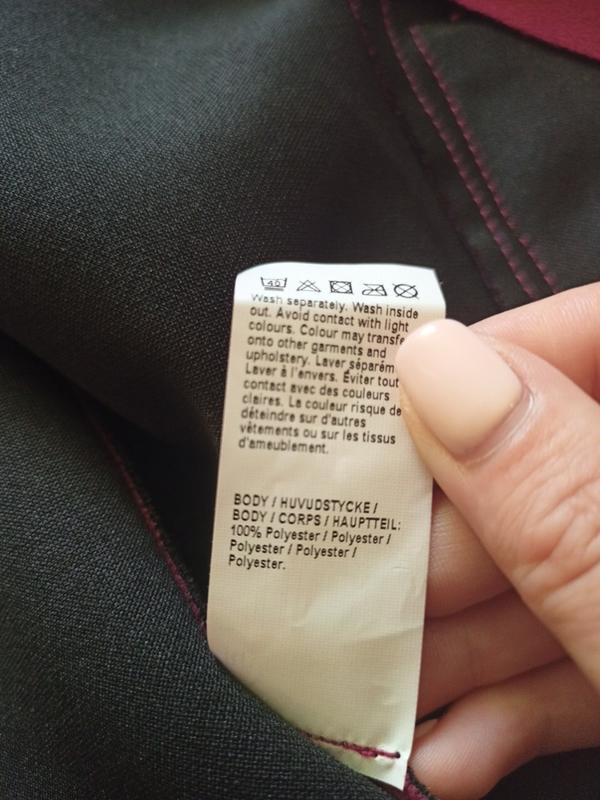 40
Wash separately. Wash inside
out. Avoid contact with light
colours. Colour may transfe
onto other garments and
upholstery. Laver séparém
Laver à l'envers. Éviter tout
contact avec des couleurs
claires. La couleur risque de
déteindre sur d'autres
vêtements ou sur les tissus
d'ameublement.
BODY / HUVUDSTYCKE /
BODY / CORPS / HAUPTTEIL:
100% Polyester / Polyester /
Polyester / Polyester /
Polyester.